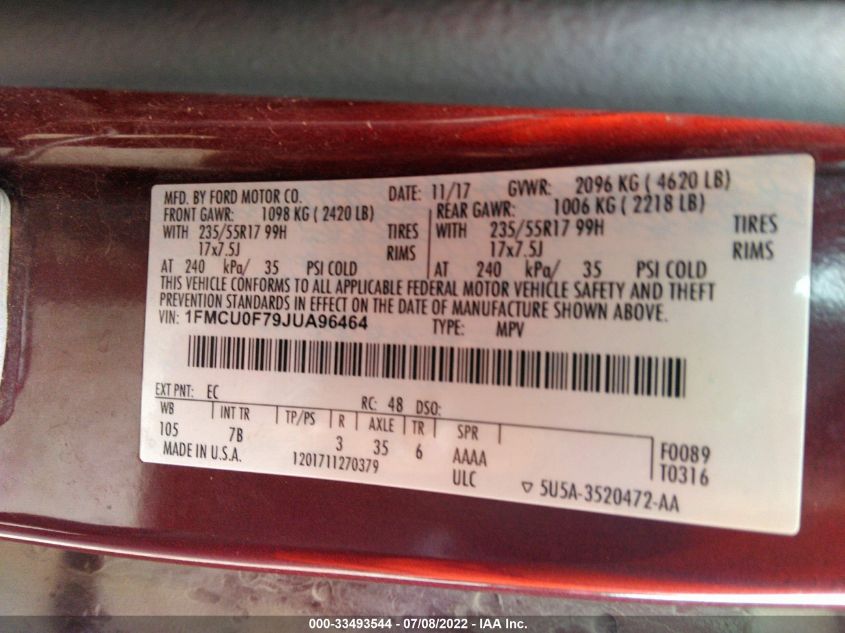 MFD. BY FORD MOTOR CO. DATE: 11/17 GVWR: 2096 KG ( 4620 LB)
FRONT GAWR: 1098 KG ( 2420 LB) REAR GAWR: 1006 KG ( 2218 LB)
WITH 235/55R17 99H TIRES WITH 235/55R17 99H TIRES
17x7.5J RIMS 17x7.5J RIMS
AT 240 kPa/ 35 PSI COLD AT 240 kPa/ 35 PSI COLD
THIS VEHICLE CONFORMS TO ALL APPLICABLE FEDERAL MOTOR VEHICLE SAFETY AND THEFT
PREVENTION STANDARDS IN EFFECT ON THE DATE OF MANUFACTURE SHOWN ABOVE.
VIN: 1FMCU0F79JUA96464 TYPE: MPV
EXT PNT: EC RC: 48 DSO:
WB INT TR TP/PS R AXLE TR SPR
105 7B 3 35 6 AAAA F0089
MADE IN U.S.A. 1201711270379 ULC T0316
▽ 5U5A-3520472-AA
000-33493544 - 07/08/2022 - © IAA Inc.